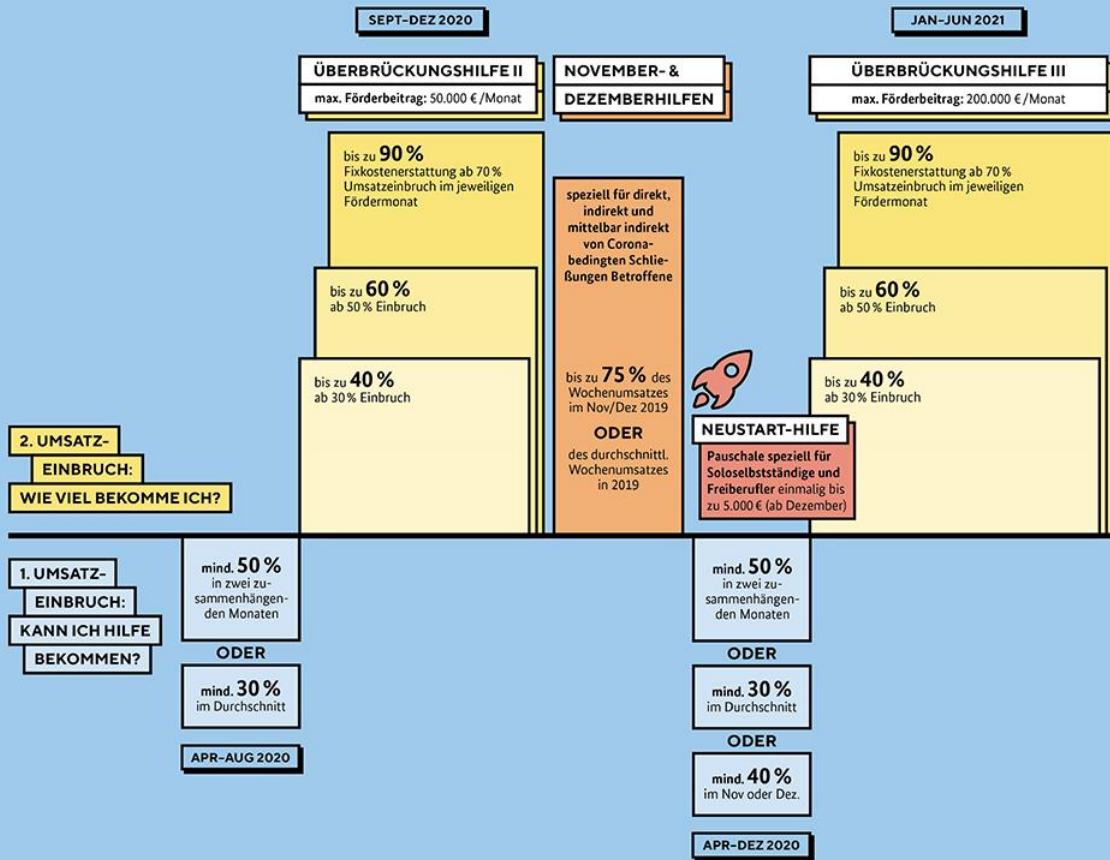 SEPT–DEZ 2020
ÜBERBRÜCKUNGSHILFE II
max. Förderbeitrag: 50.000 €/Monat
bis zu 90 %
Fixkostenerstattung ab 70 %
Umsatzeinbruch im jeweiligen
Fördermonat
bis zu 60 %
ab 50 % Einbruch
bis zu 40 %
ab 30 % Einbruch
NOVEMBER- &
DEZEMBERHILFEN
speziell für direkt,
indirekt und
mittelbar indirekt
von Corona-
bedingten Schlie-
ßungen Betroffene
bis zu 75 % des
Wochenumsatzes
im Nov/Dez 2019
ODER
des durchschnittl.
Wochenumsatzes
in 2019
NEUSTART-HILFE
Pauschale speziell für
Soloselbstständige und
Freiberufler einmalig bis
zu 5.000 € (ab Dezember)
JAN–JUN 2021
ÜBERBRÜCKUNGSHILFE III
max. Förderbeitrag: 200.000 €/Monat
bis zu 90 %
Fixkostenerstattung ab 70 %
Umsatzeinbruch im jeweiligen
Fördermonat
bis zu 60 %
ab 50 % Einbruch
bis zu 40 %
ab 30 % Einbruch
2. UMSATZ-
EINBRUCH:
WIE VIEL BEKOMME ICH?
1. UMSATZ-
EINBRUCH:
KANN ICH HILFE
BEKOMMEN?
mind. 50 %
in zwei zu-
sammenhängen-
den Monaten
ODER
mind. 30 %
im Durchschnitt
APR–AUG 2020
mind. 50 %
in zwei zu-
sammenhängen-
den Monaten
ODER
mind. 30 %
im Durchschnitt
ODER
mind. 40 %
im Nov oder Dez.
APR–DEZ 2020